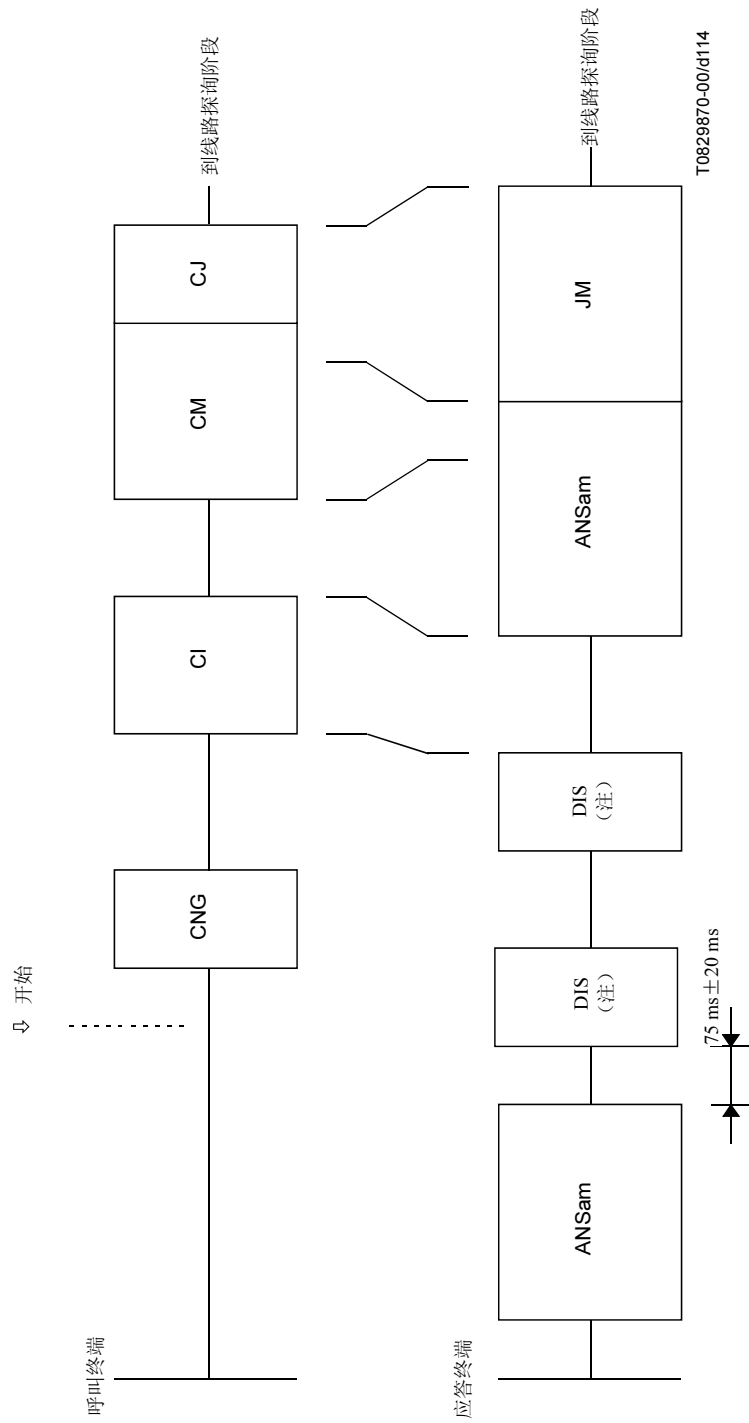 ⇩ 开始
呼叫终端
CNG
CI
CM
CJ
到线路探询阶段
应答终端
ANSam
DIS
（注）
DIS
（注）
ANSam
JM
到线路探询阶段
75 ms±20 ms
T0829870-00/d114